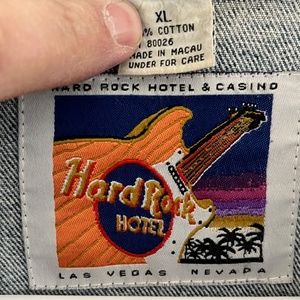 XL
% COTTON
80026
MADE IN MACAU
UNDER FOR CARE
HARD ROCK HOTEL & CASINO
Hard Rock
HOTEL
LAS VEGAS NEVADA